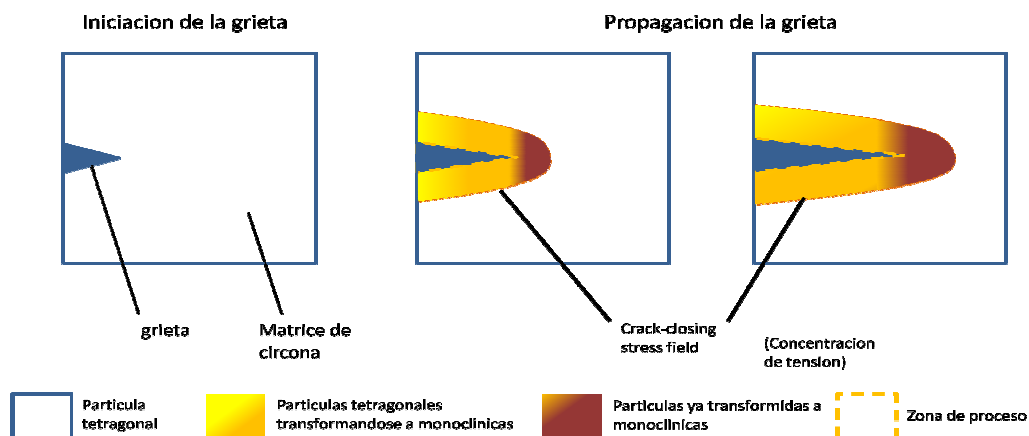 Iniciacion de la grieta
Propagacion de la grieta
grieta
Matrice de
circona
Crack-closing
stress field
(Concentracion
de tension)
Particula
tetragonal
Particulas tetragonales
transformandose a monoclinicas
Particulas ya transformidas a
monoclinicas
Zona de proceso